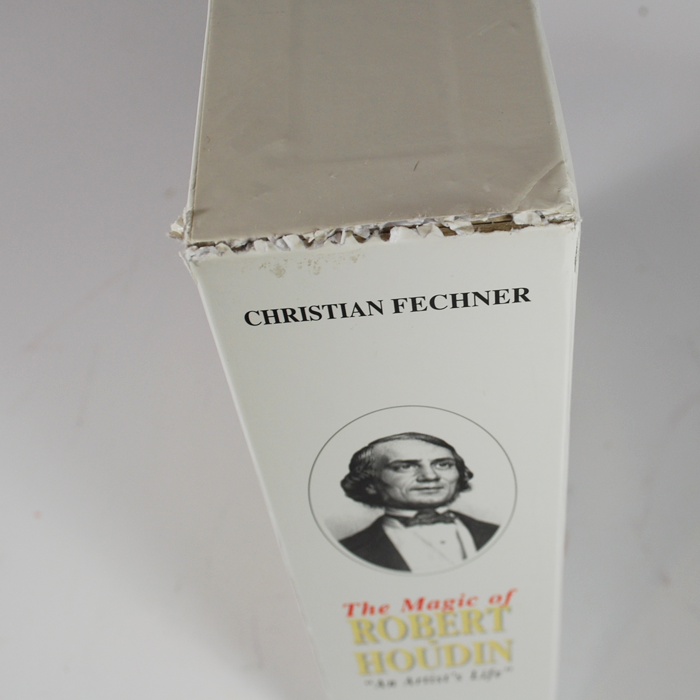 CHRISTIAN FECHNER
The Magic of
ROBERT
-
HOUDIN
"An Artist's Life"